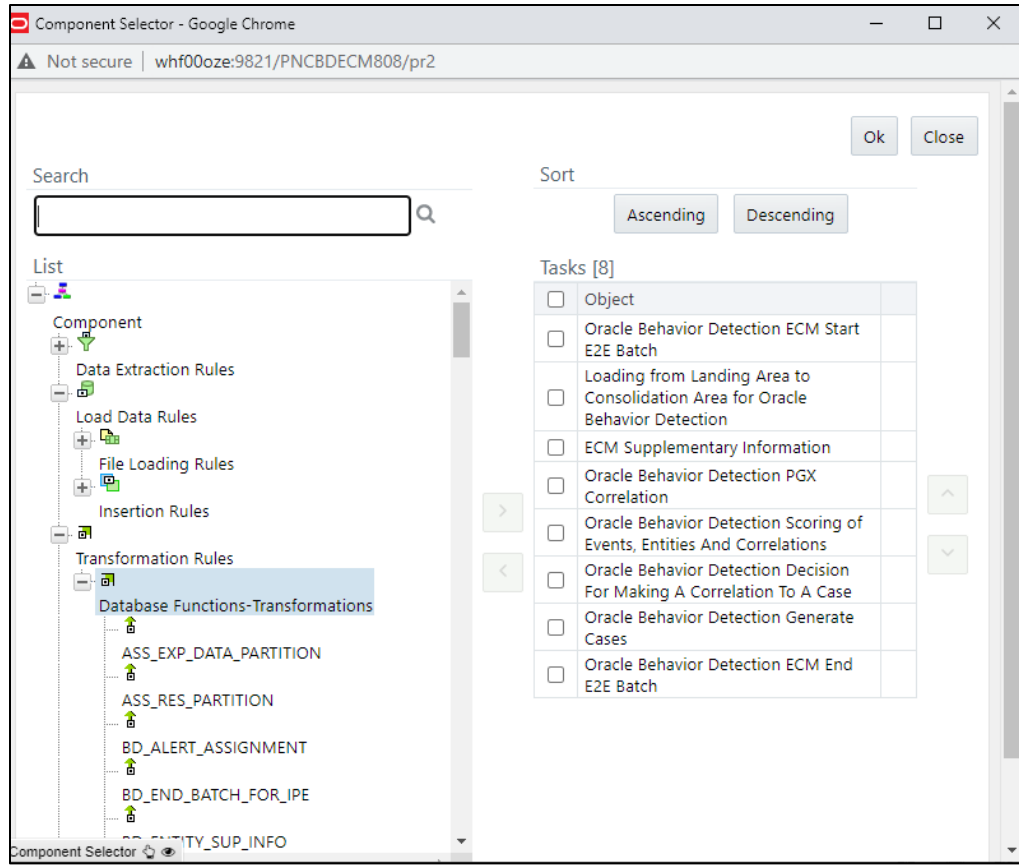 Component Selector - Google Chrome
Not secure | whf00oze:9821/PNCBDECM808/pr2
Ok
Close
Search
Sort
Ascending
Descending
List
Tasks [8]
Component
Data Extraction Rules
Load Data Rules
File Loading Rules
Insertion Rules
Transformation Rules
Database Functions-Transformations
ASS_EXP_DATA_PARTITION
ASS_RES_PARTITION
BD_ALERT_ASSIGNMENT
BD_END_BATCH_FOR_IPE
BD_ENTITY_SUP_INFO
Object
Oracle Behavior Detection ECM Start
E2E Batch
Loading from Landing Area to
Consolidation Area for Oracle
Behavior Detection
ECM Supplementary Information
Oracle Behavior Detection PGX
Correlation
Oracle Behavior Detection Scoring of
Events, Entities And Correlations
Oracle Behavior Detection Decision
For Making A Correlation To A Case
Oracle Behavior Detection Generate
Cases
Oracle Behavior Detection ECM End
E2E Batch
Component Selector